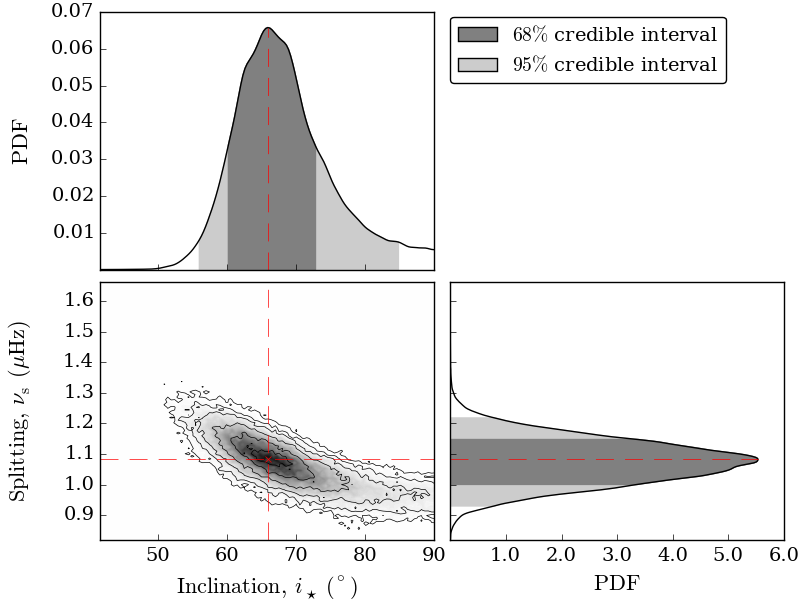 0.07
0.06
0.05
0.04
0.03
0.02
0.01
PDF
68% credible interval
95% credible interval
1.6
1.5
1.4
1.3
1.2
1.1
1.0
0.9
Splitting, νs (μHz)
50 60 70 80 90
Inclination, i⋆ (°)
1.0 2.0 3.0 4.0 5.0 6.0
PDF